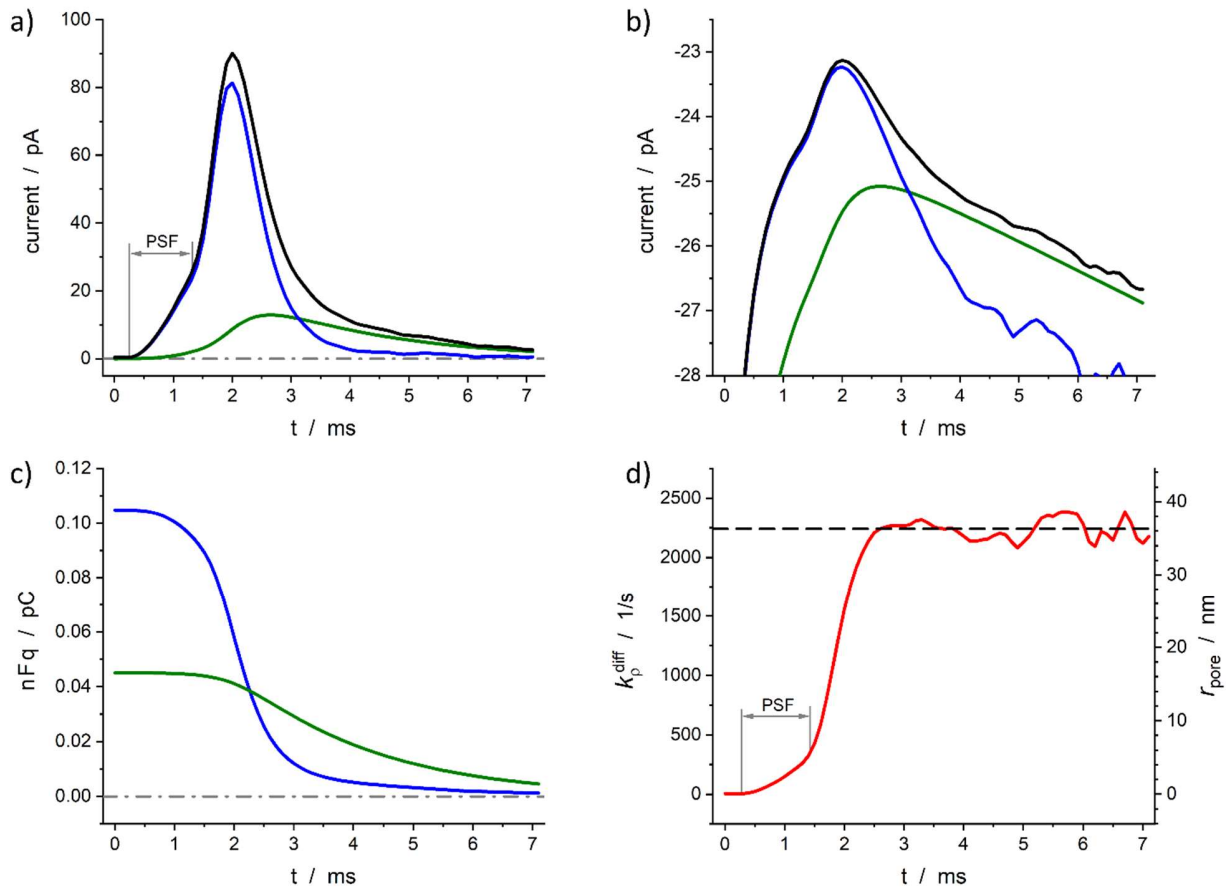 a)
100
80
60
40
20
0
current / pA
PSF
0 1 2 3 4 5 6 7
t / ms
b)
-23
-24
-25
-26
-27
-28
current / pA
0 1 2 3 4 5 6 7
t / ms
c)
0.12
0.10
0.08
0.06
0.04
0.02
0.00
nFq / pC
0 1 2 3 4 5 6 7
t / ms
d)
2500
2000
1500
1000
750
500
250
0
k_ρ^diff / 1/s
PSF
40
30
20
10
0
r_pore / nm
0 1 2 3 4 5 6 7
t / ms